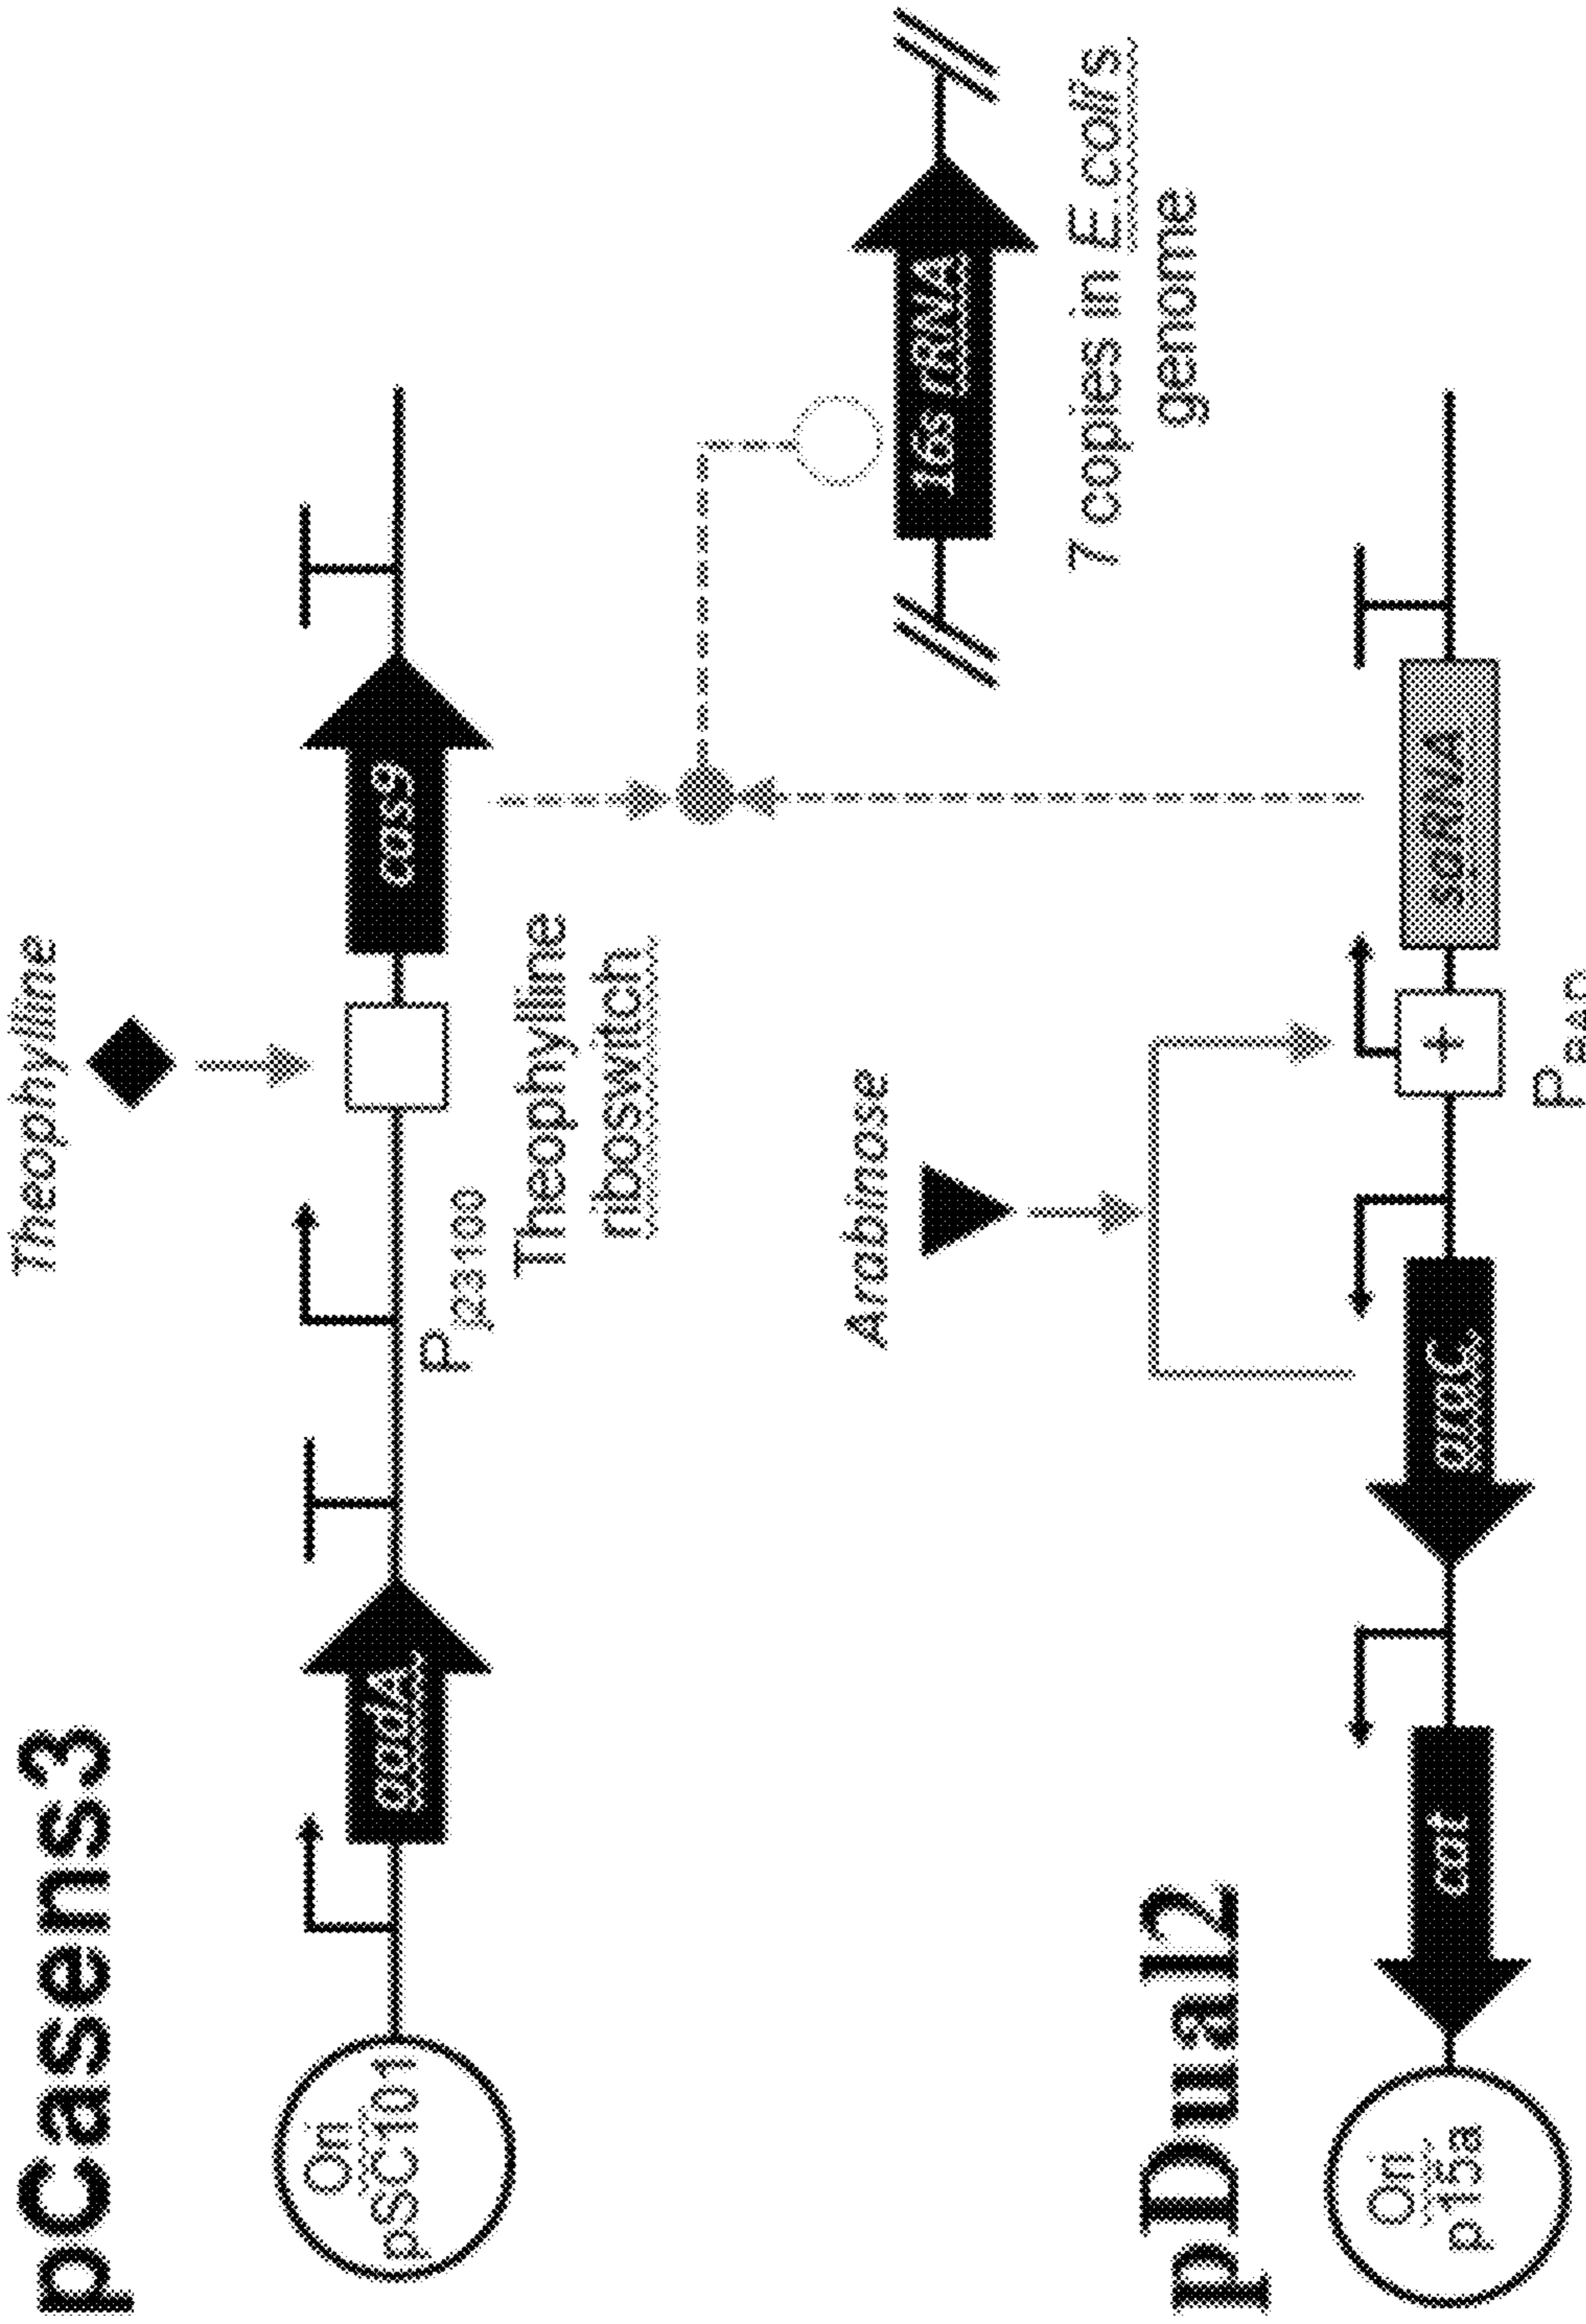 pCasens3
Theophylline
Ori
pSC101
aadA
P J23100
Theophylline
riboswitch
cas9
7 copies in E.coli's
genome
16s rRNA
pDual2
Arabinose
Ori
p15a
cat
araC
+
P BAD
sgRNA